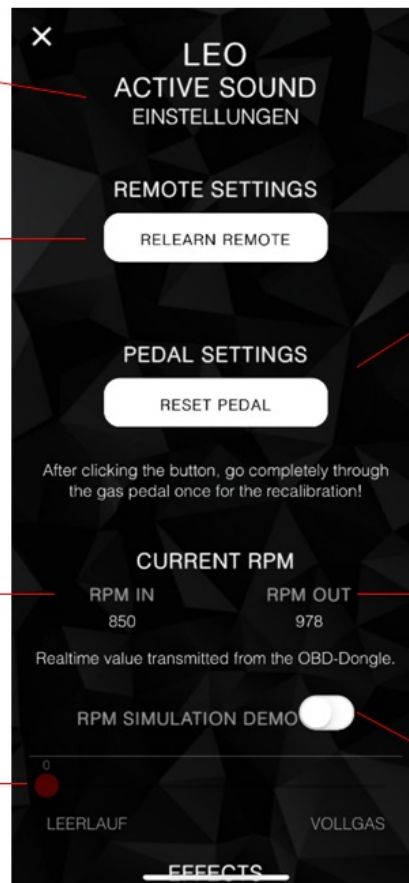 LEO
ACTIVE SOUND
EINSTELLUNGEN
REMOTE SETTINGS
RELEARN REMOTE
PEDAL SETTINGS
RESET PEDAL
After clicking the button, go completely through
the gas pedal once for the recalibration!
CURRENT RPM
RPM IN RPM OUT
850 978
Realtime value transmitted from the OBD-Dongle.
RPM SIMULATION DEMO
0
LEERLAUF VOLLGAS
EFFECTS